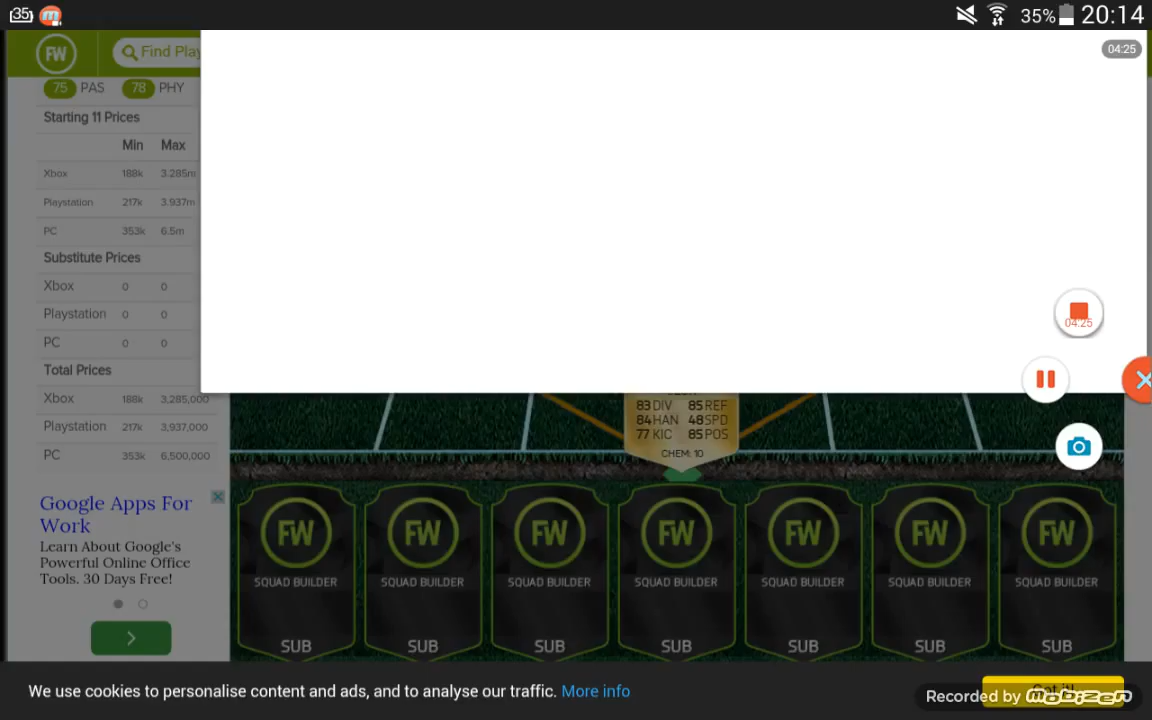 35
35% 20:14
04:25
FW Find Play
75 PAS 78 PHY
Starting 11 Prices
Min Max
Xbox 188k 3.285m
Playstation 217k 3.937m
PC 353k 6.5m
Substitute Prices
Xbox 0 0
Playstation 0 0
PC 0 0
Total Prices
Xbox 188k 3,285,000
Playstation 217k 3,937,000
PC 353k 6,500,000
04:25
83 DIV 85 REF
84 HAN 48 SPD
77 KIC 85 POS
CHEM: 10
Google Apps For
Work
Learn About Google's
Powerful Online Office
Tools. 30 Days Free!
FW FW FW FW FW FW FW
SQUAD BUILDER SQUAD BUILDER SQUAD BUILDER SQUAD BUILDER SQUAD BUILDER SQUAD BUILDER SQUAD BUILDER
SUB SUB SUB SUB SUB SUB SUB
We use cookies to personalise content and ads, and to analyse our traffic. More info
Got it!
Recorded by mobizen